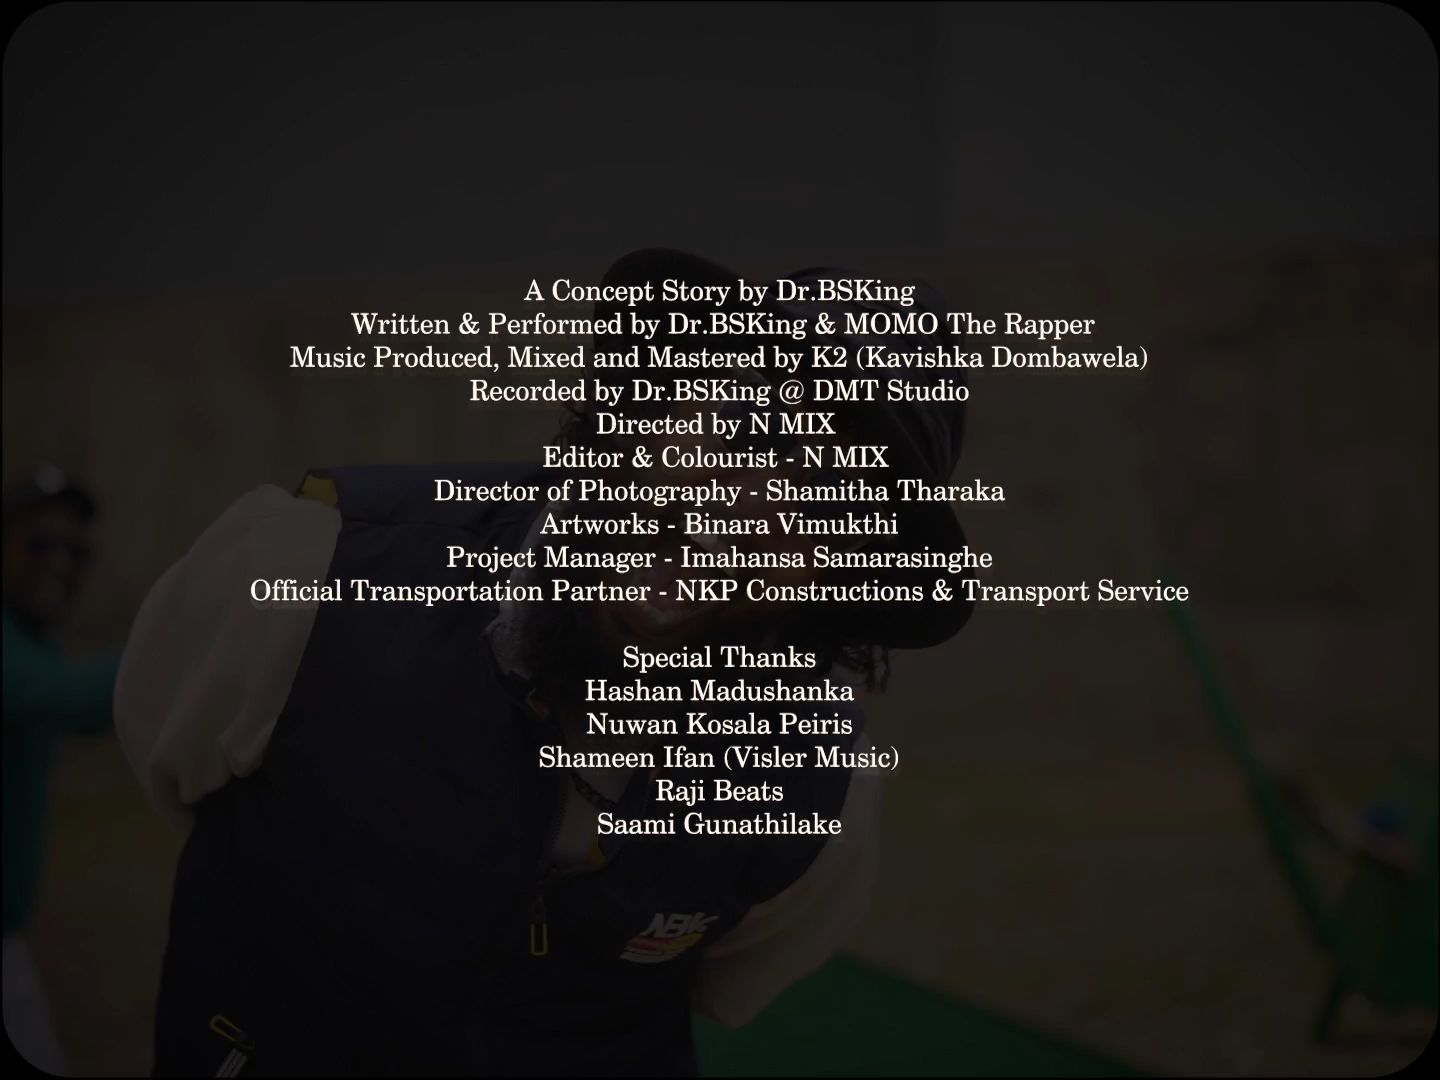 A Concept Story by Dr.BSKing
Written & Performed by Dr.BSKing & MOMO The Rapper
Music Produced, Mixed and Mastered by K2 (Kavishka Dombawela)
Recorded by Dr.BSKing @ DMT Studio
Directed by N MIX
Editor & Colourist - N MIX
Director of Photography - Shamitha Tharaka
Artworks - Binara Vimukthi
Project Manager - Imahansa Samarasinghe
Official Transportation Partner - NKP Constructions & Transport Service
Special Thanks
Hashan Madushanka
Nuwan Kosala Peiris
Shameen Ifan (Visler Music)
Raji Beats
Saami Gunathilake